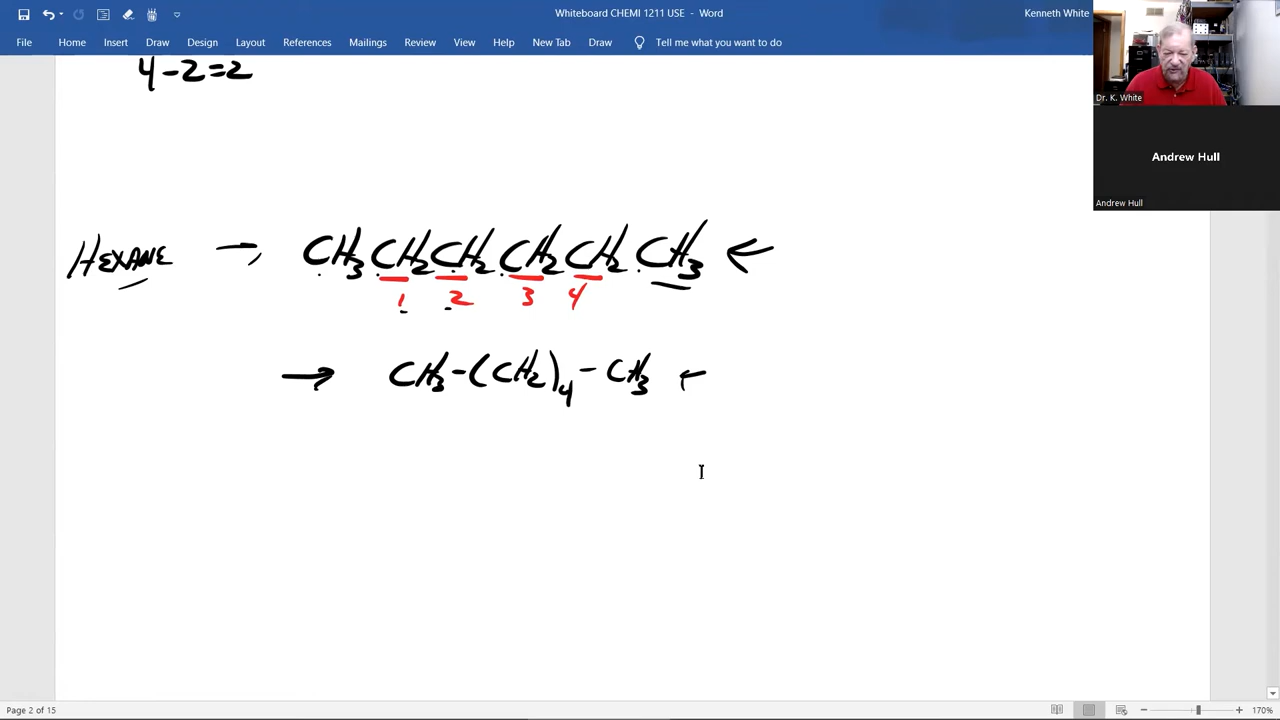 Whiteboard CHEMI 1211 USE - Word
Kenneth White
File Home Insert Draw Design Layout References Mailings Review View Help New Tab Draw Tell me what you want to do
4-2=2
Dr. K. White
Andrew Hull
Andrew Hull
HEXANE → CH3CH2CH2CH2CH2CH3 ←
1 2 3 4
→ CH3-(CH2)4-CH3 ←
Page 2 of 15
170%